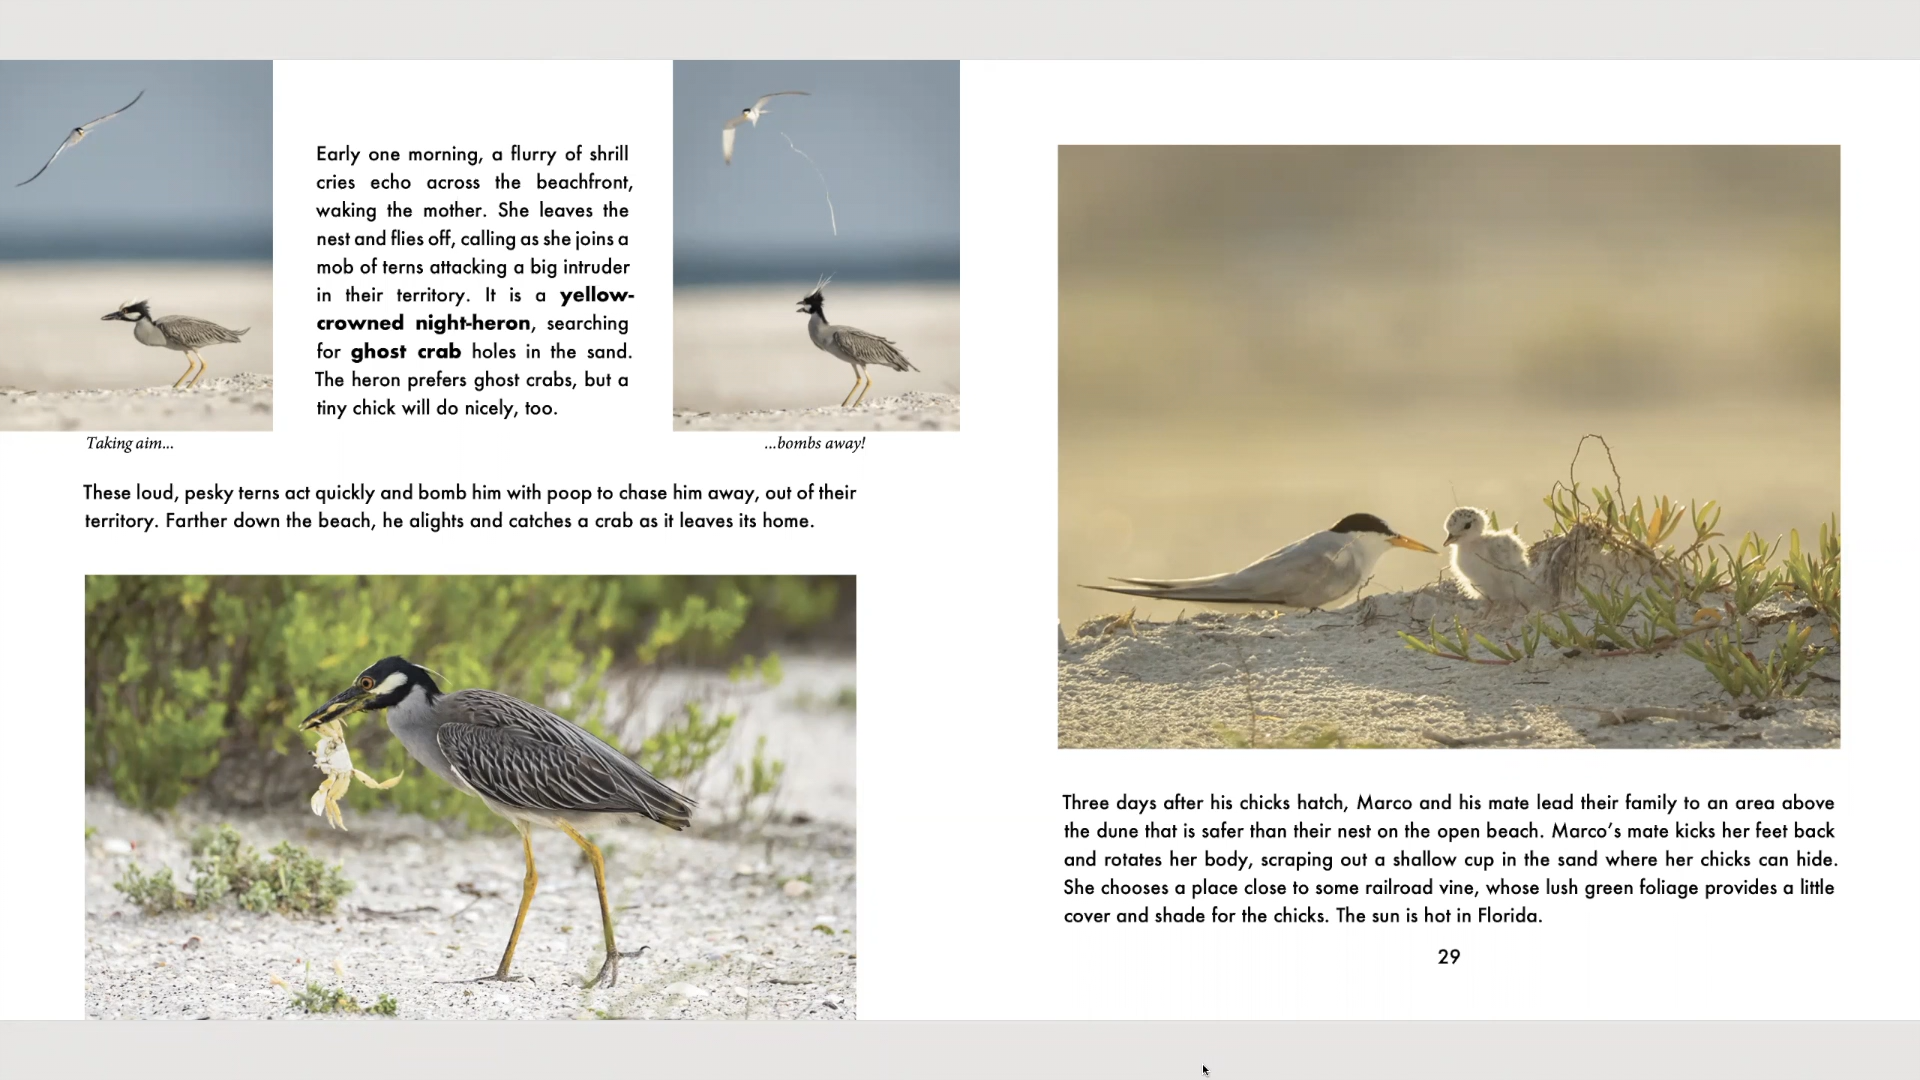 Early one morning, a flurry of shrill
cries echo across the beachfront,
waking the mother. She leaves the
nest and flies off, calling as she joins a
mob of terns attacking a big intruder
in their territory. It is a yellow-
crowned night-heron, searching
for ghost crab holes in the sand.
The heron prefers ghost crabs, but a
tiny chick will do nicely, too.
Taking aim...
...bombs away!
These loud, pesky terns act quickly and bomb him with poop to chase him away, out of their
territory. Farther down the beach, he alights and catches a crab as it leaves its home.
Three days after his chicks hatch, Marco and his mate lead their family to an area above
the dune that is safer than their nest on the open beach. Marco's mate kicks her feet back
and rotates her body, scraping out a shallow cup in the sand where her chicks can hide.
She chooses a place close to some railroad vine, whose lush green foliage provides a little
cover and shade for the chicks. The sun is hot in Florida.
29